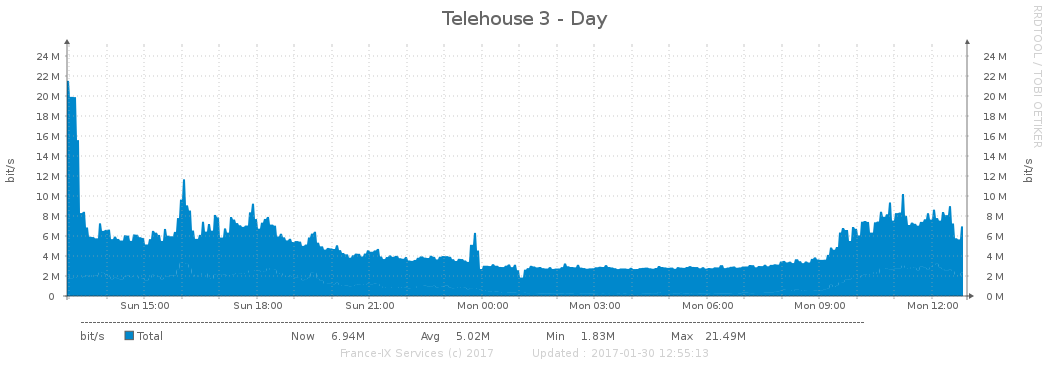 Telehouse 3 - Day
RRDTOOL / TOBI OETIKER
bit/s
24 M 24 M
22 M 22 M
20 M 20 M
18 M 18 M
16 M 16 M
14 M 14 M
12 M 12 M
10 M 10 M
8 M 8 M
6 M 6 M
4 M 4 M
2 M 2 M
0 0 M
bit/s
Sun 15:00 Sun 18:00 Sun 21:00 Mon 00:00 Mon 03:00 Mon 06:00 Mon 09:00 Mon 12:00
bit/s Total Now 6.94M Avg 5.02M Min 1.83M Max 21.49M
France-IX Services (c) 2017 Updated : 2017-01-30 12:55:13